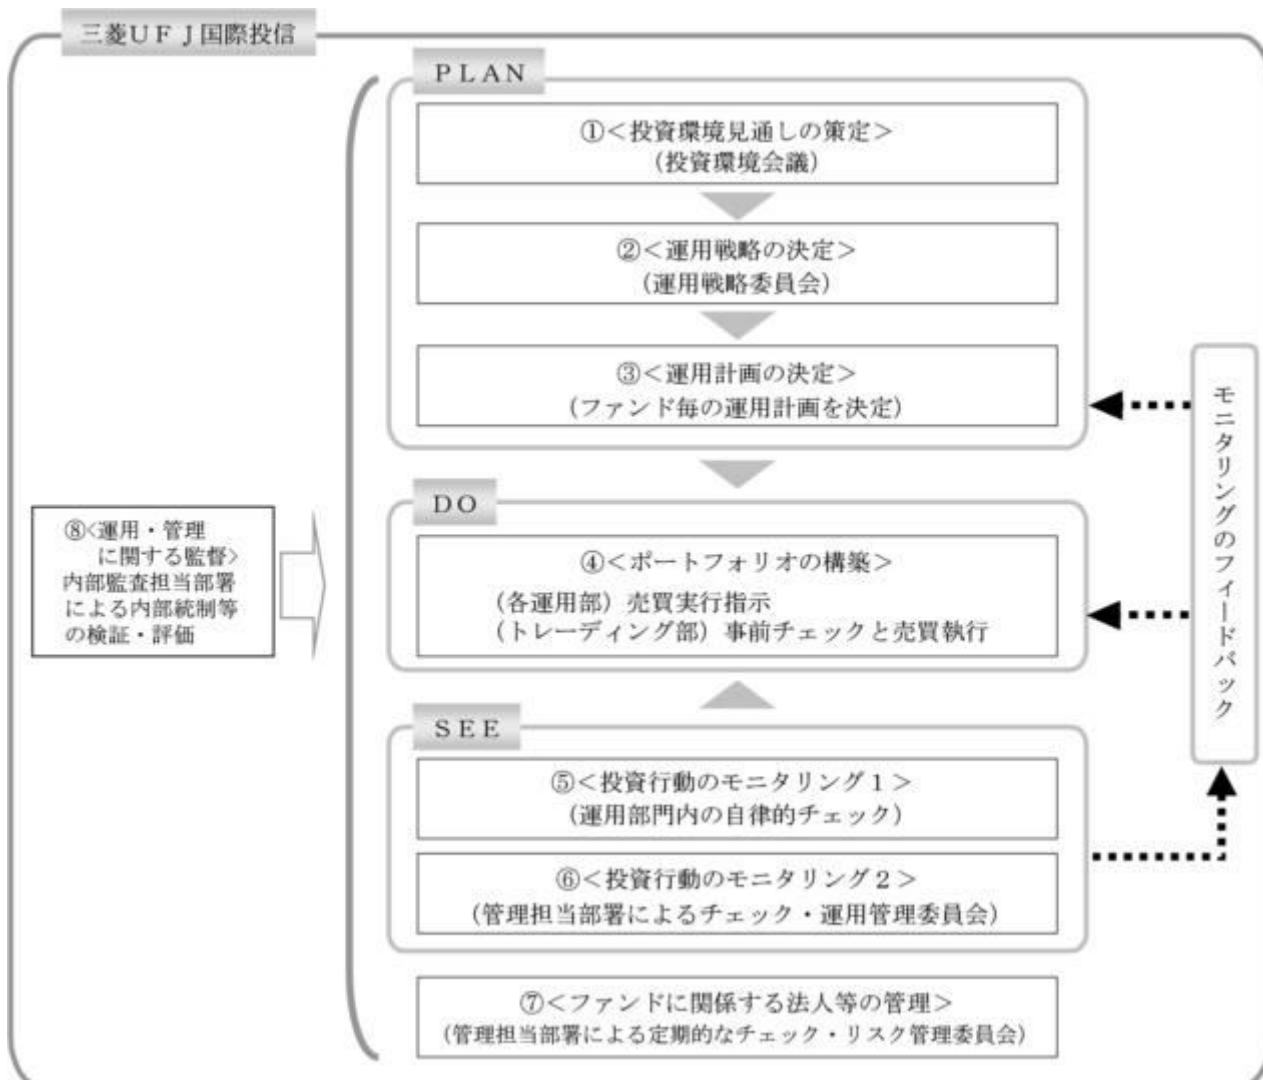 三菱UFJ国際投信
PLAN
①＜投資環境見通しの策定＞
（投資環境会議）
②＜運用戦略の決定＞
（運用戦略委員会）
③＜運用計画の決定＞
（ファンド毎の運用計画を決定）
DO
④＜ポートフォリオの構築＞
（各運用部）売買実行指示
（トレーディング部）事前チェックと売買執行
SEE
⑤＜投資行動のモニタリング１＞
（運用部門内の自律的チェック）
⑥＜投資行動のモニタリング２＞
（管理担当部署によるチェック・運用管理委員会）
⑦＜ファンドに関係する法人等の管理＞
（管理担当部署による定期的なチェック・リスク管理委員会）
⑧＜運用・管理
に関する監督＞
内部監査担当部署
による内部統制等
の検証・評価
モニタリングのフィードバック